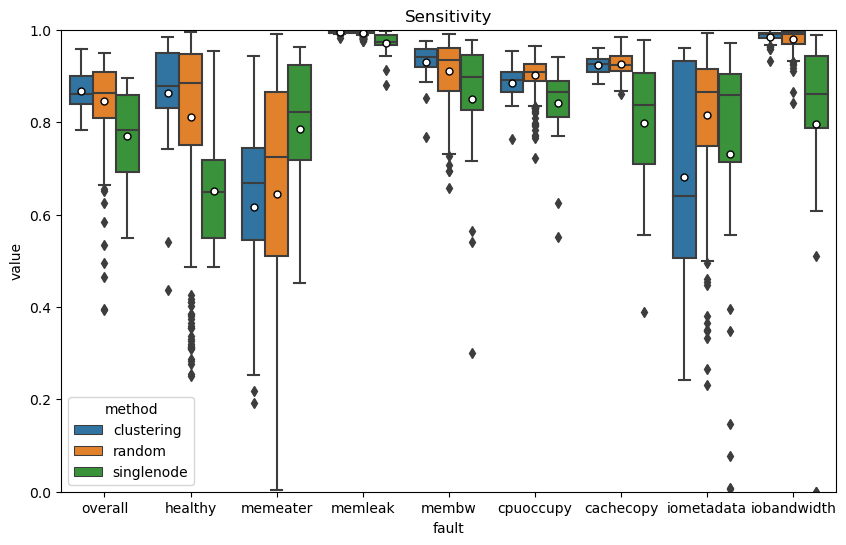 Sensitivity
1.0
0.8
0.6
0.4
0.2
0.0
value
method
clustering
random
singlenode
overall healthy memeater memleak membw cpuoccupy cachecopy iometadata iobandwidth
fault